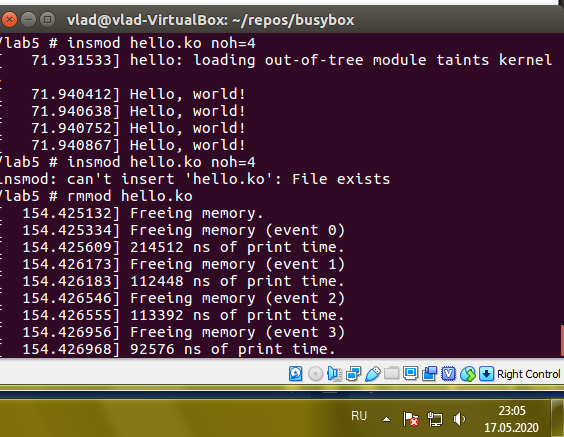 vlad@vlad-VirtualBox: ~/repos/busybox
/lab5 # insmod hello.ko noh=4
[   71.931533] hello: loading out-of-tree module taints kernel
[   71.940412] Hello, world!
[   71.940638] Hello, world!
[   71.940752] Hello, world!
[   71.940867] Hello, world!
/lab5 # insmod hello.ko noh=4
insmod: can't insert 'hello.ko': File exists
/lab5 # rmmod hello.ko
[  154.425132] Freeing memory.
[  154.425334] Freeing memory (event 0)
[  154.425609] 214512 ns of print time.
[  154.426173] Freeing memory (event 1)
[  154.426183] 112448 ns of print time.
[  154.426546] Freeing memory (event 2)
[  154.426555] 113392 ns of print time.
[  154.426956] Freeing memory (event 3)
[  154.426968] 92576 ns of print time.
Right Control
RU
23:05
17.05.2020